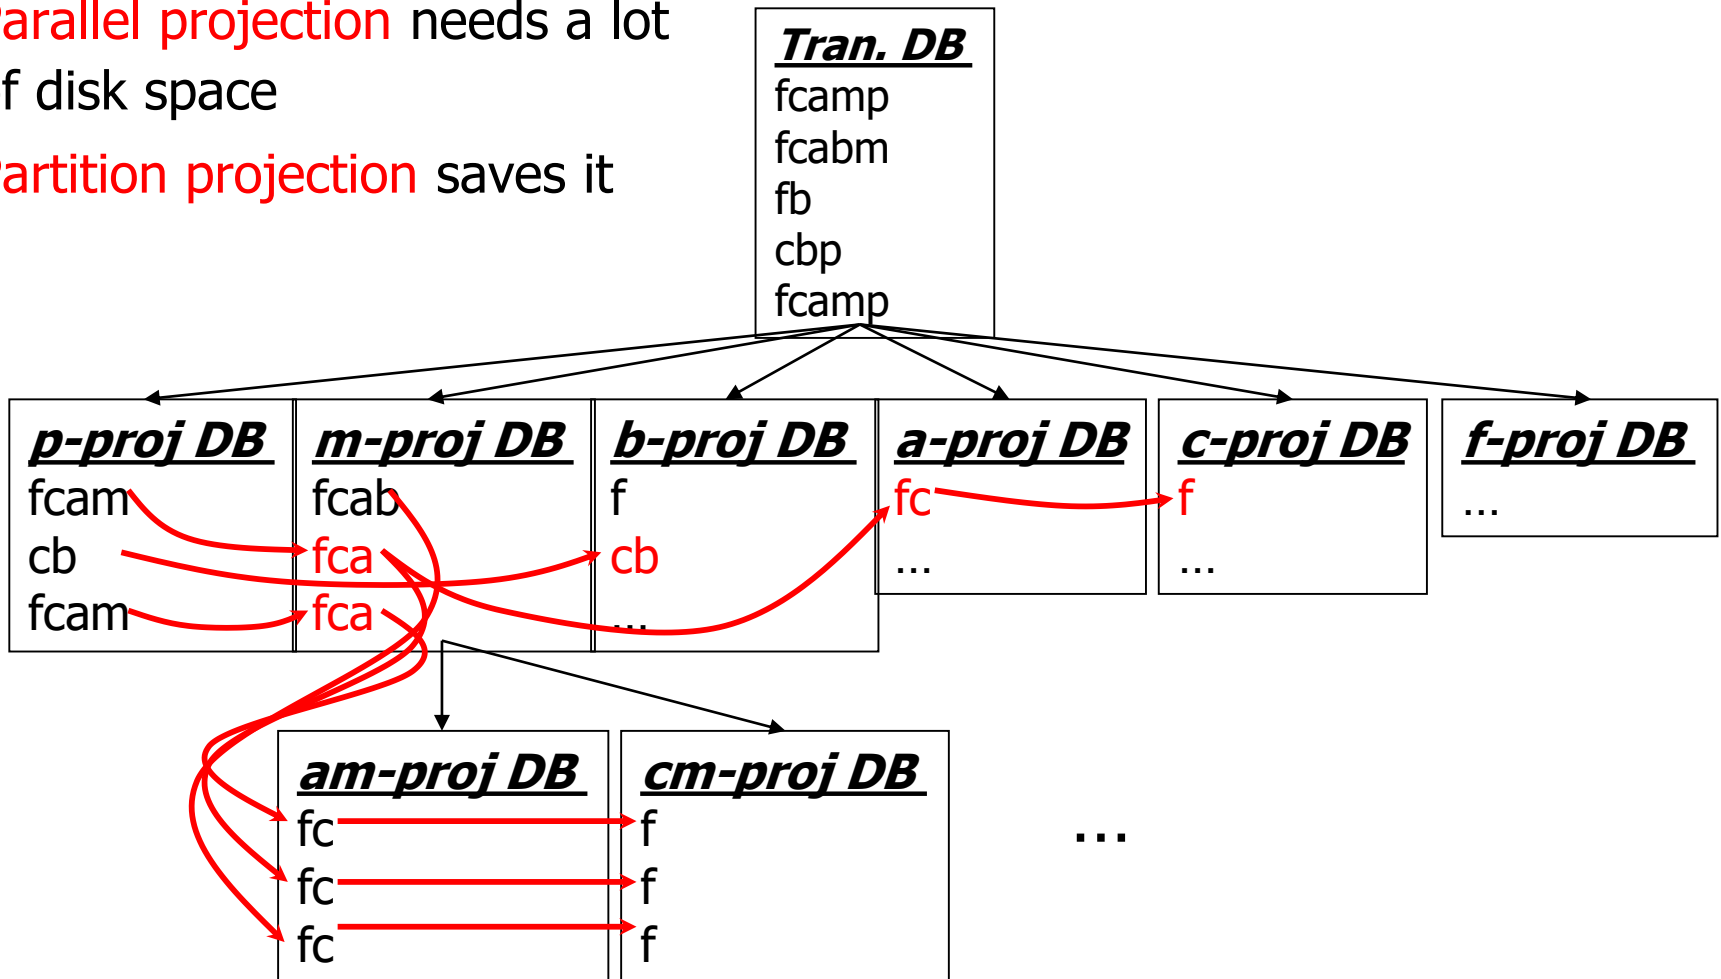 arallel projection needs a lot
f disk space
artition projection saves it
Tran. DB
fcamp
fcabm
fb
cbp
fcamp
p-proj DB
fcam
cb
fcam
m-proj DB
fcab
fca
fca
b-proj DB
f
cb
...
a-proj DB
fc
...
c-proj DB
f
...
f-proj DB
...
am-proj DB
fc
fc
fc
cm-proj DB
f
f
f
...